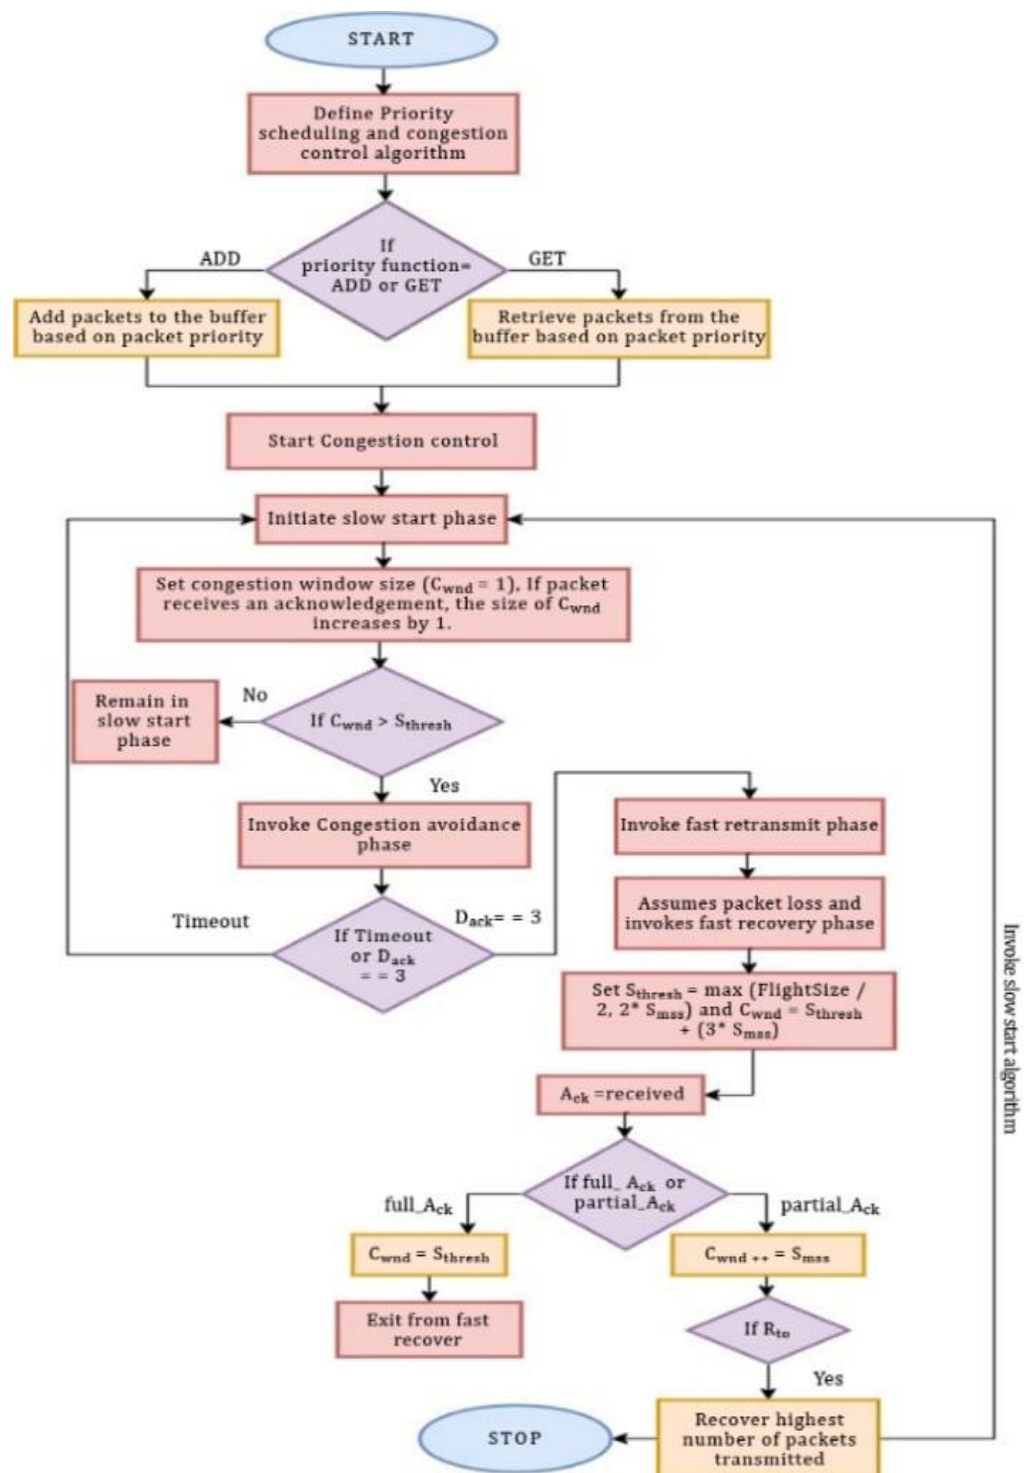 START
Define Priority
scheduling and congestion
control algorithm
If
priority function=
ADD or GET
ADD
GET
Add packets to the buffer
based on packet priority
Retrieve packets from the
buffer based on packet priority
Start Congestion control
Initiate slow start phase
Set congestion window size (Cwnd = 1), If packet
receives an acknowledgement, the size of Cwnd
increases by 1.
If Cwnd > Sthresh
No
Remain in
slow start
phase
Yes
Invoke Congestion avoidance
phase
If Timeout
or Dack
= = 3
Timeout
Dack= = 3
Invoke fast retransmit phase
Assumes packet loss and
invokes fast recovery phase
Set Sthresh = max (FlightSize /
2, 2* Smss) and Cwnd = Sthresh
+ (3* Smss)
Ack =received
If full_ Ack or
partial_Ack
full_Ack
partial_Ack
Cwnd = Sthresh
Exit from fast
recover
Cwnd ++ = Smss
If Rto
Yes
Recover highest
number of packets
transmitted
STOP
Invoke slow start algorithm